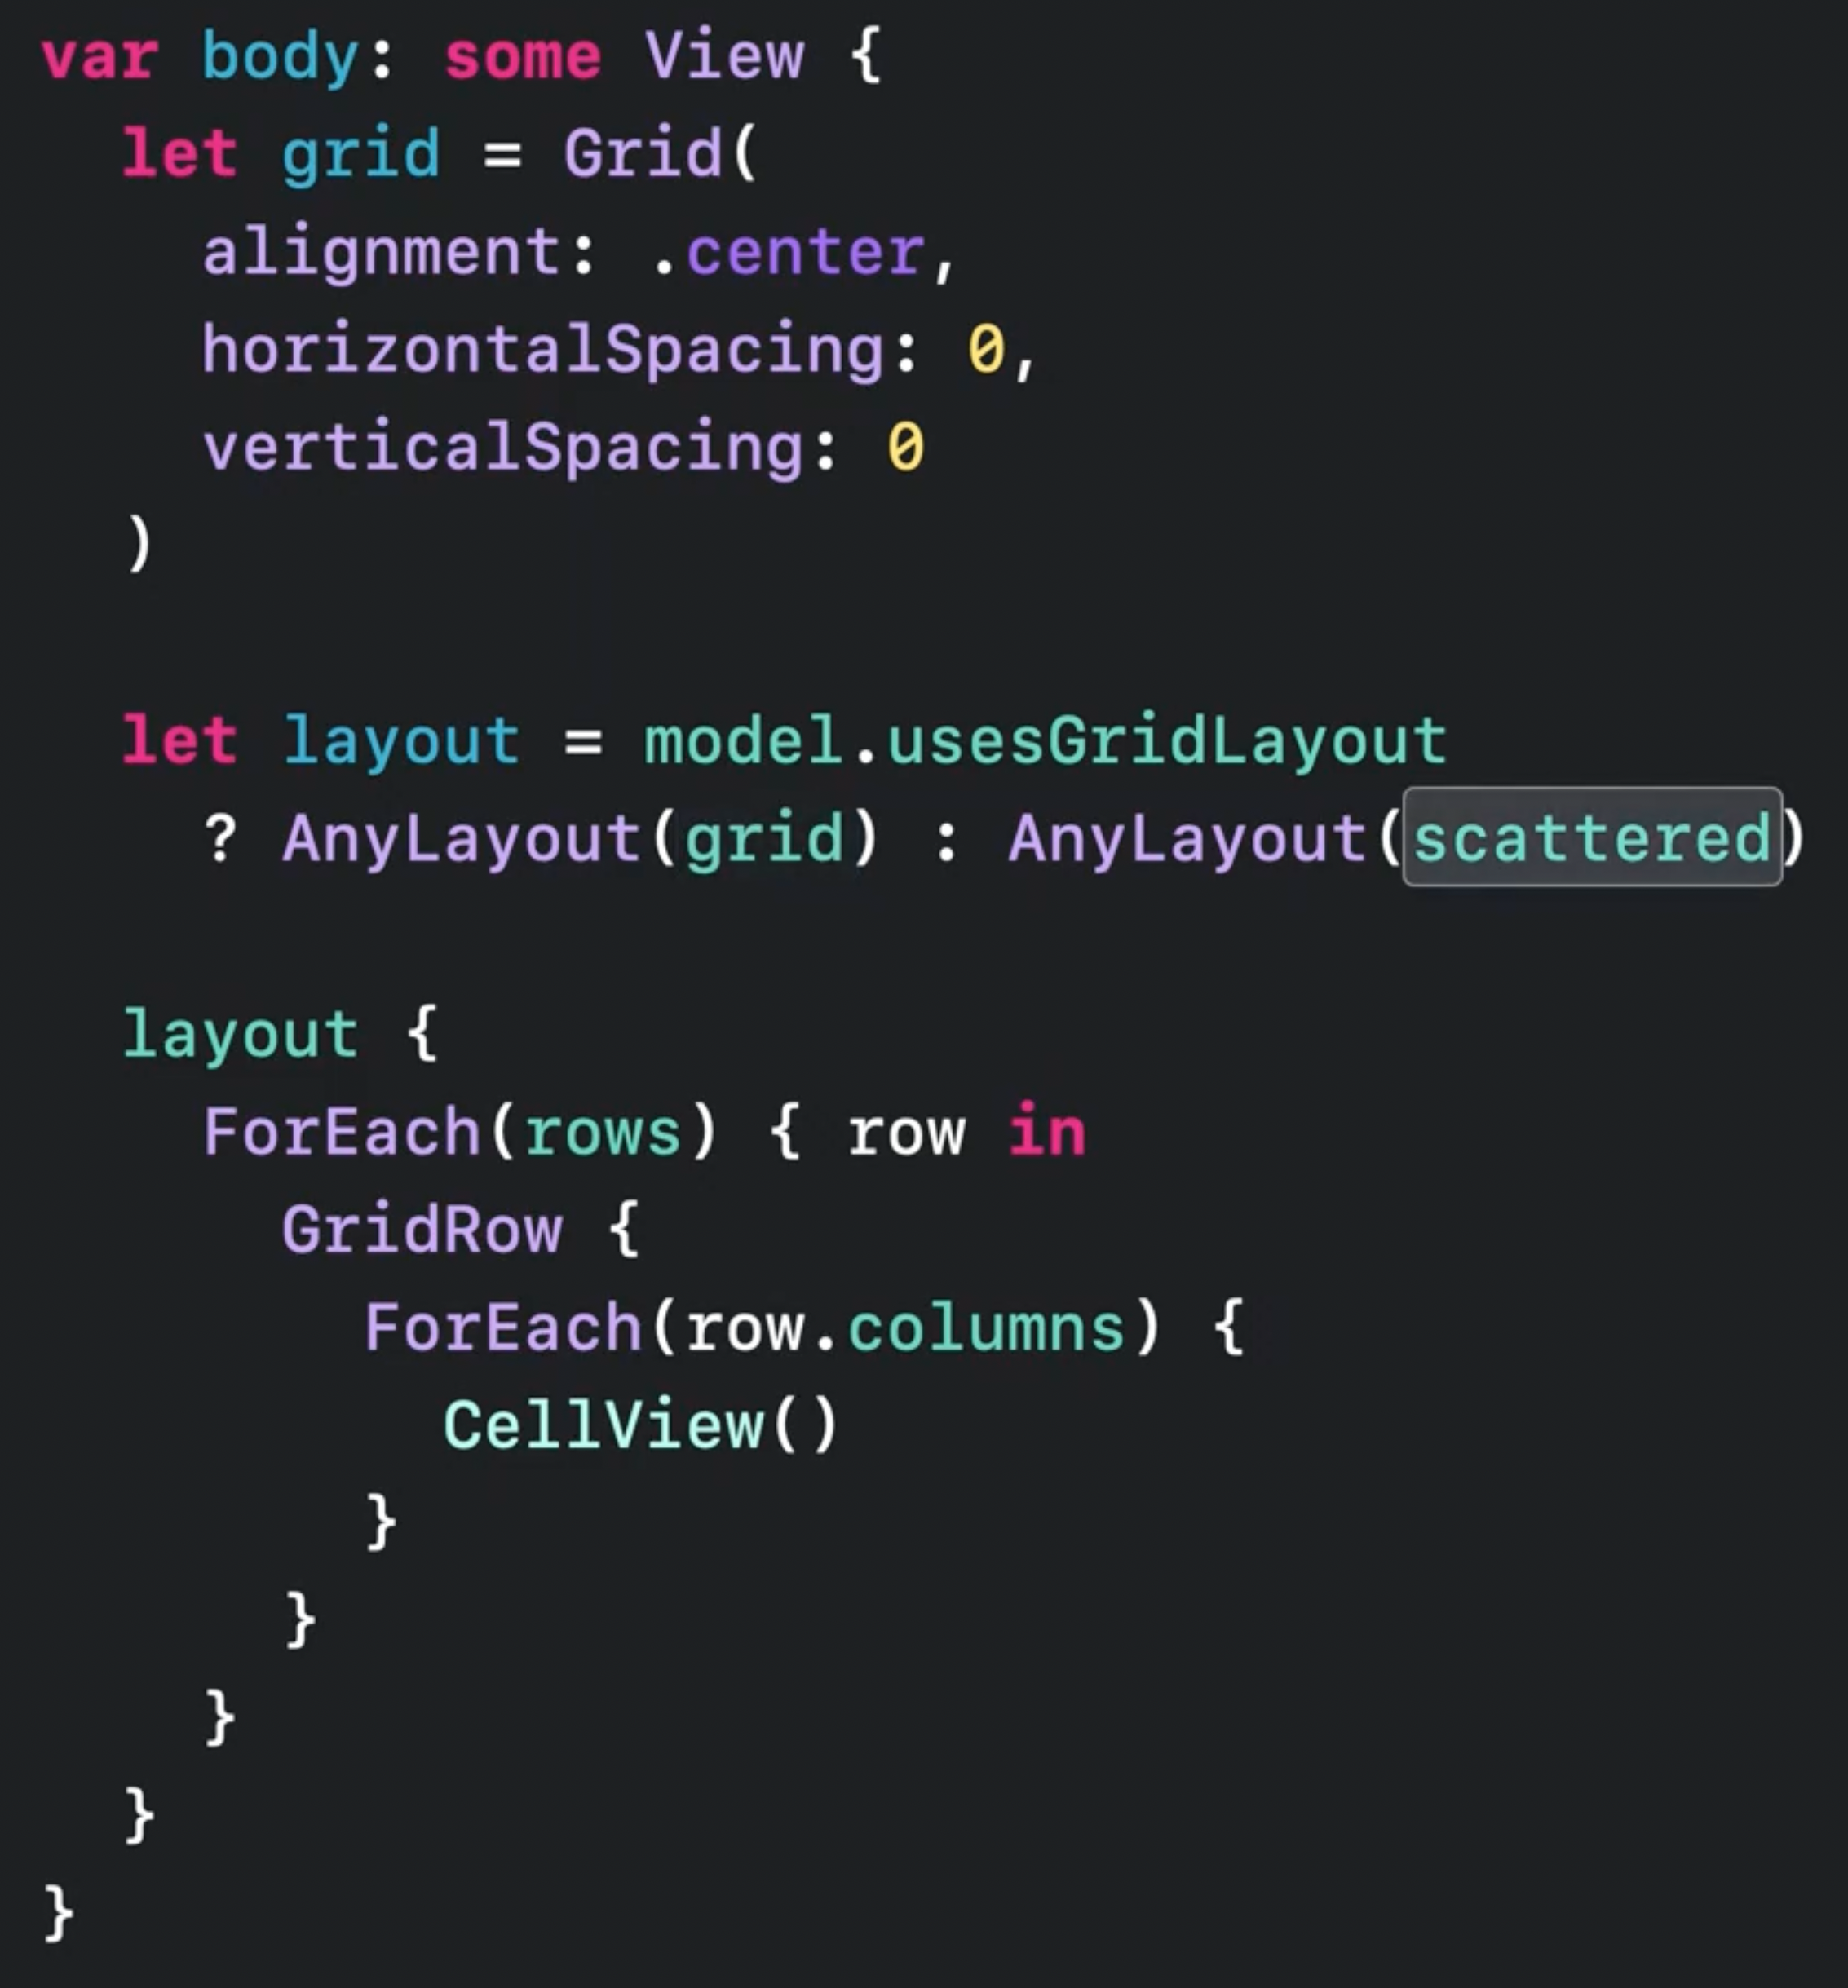 var body: some View {
  let grid = Grid(
    alignment: .center,
    horizontalSpacing: 0,
    verticalSpacing: 0
  )

  let layout = model.usesGridLayout
    ? AnyLayout(grid) : AnyLayout(scattered)

  layout {
    ForEach(rows) { row in
      GridRow {
        ForEach(row.columns) {
          CellView()
        }
      }
    }
  }
}